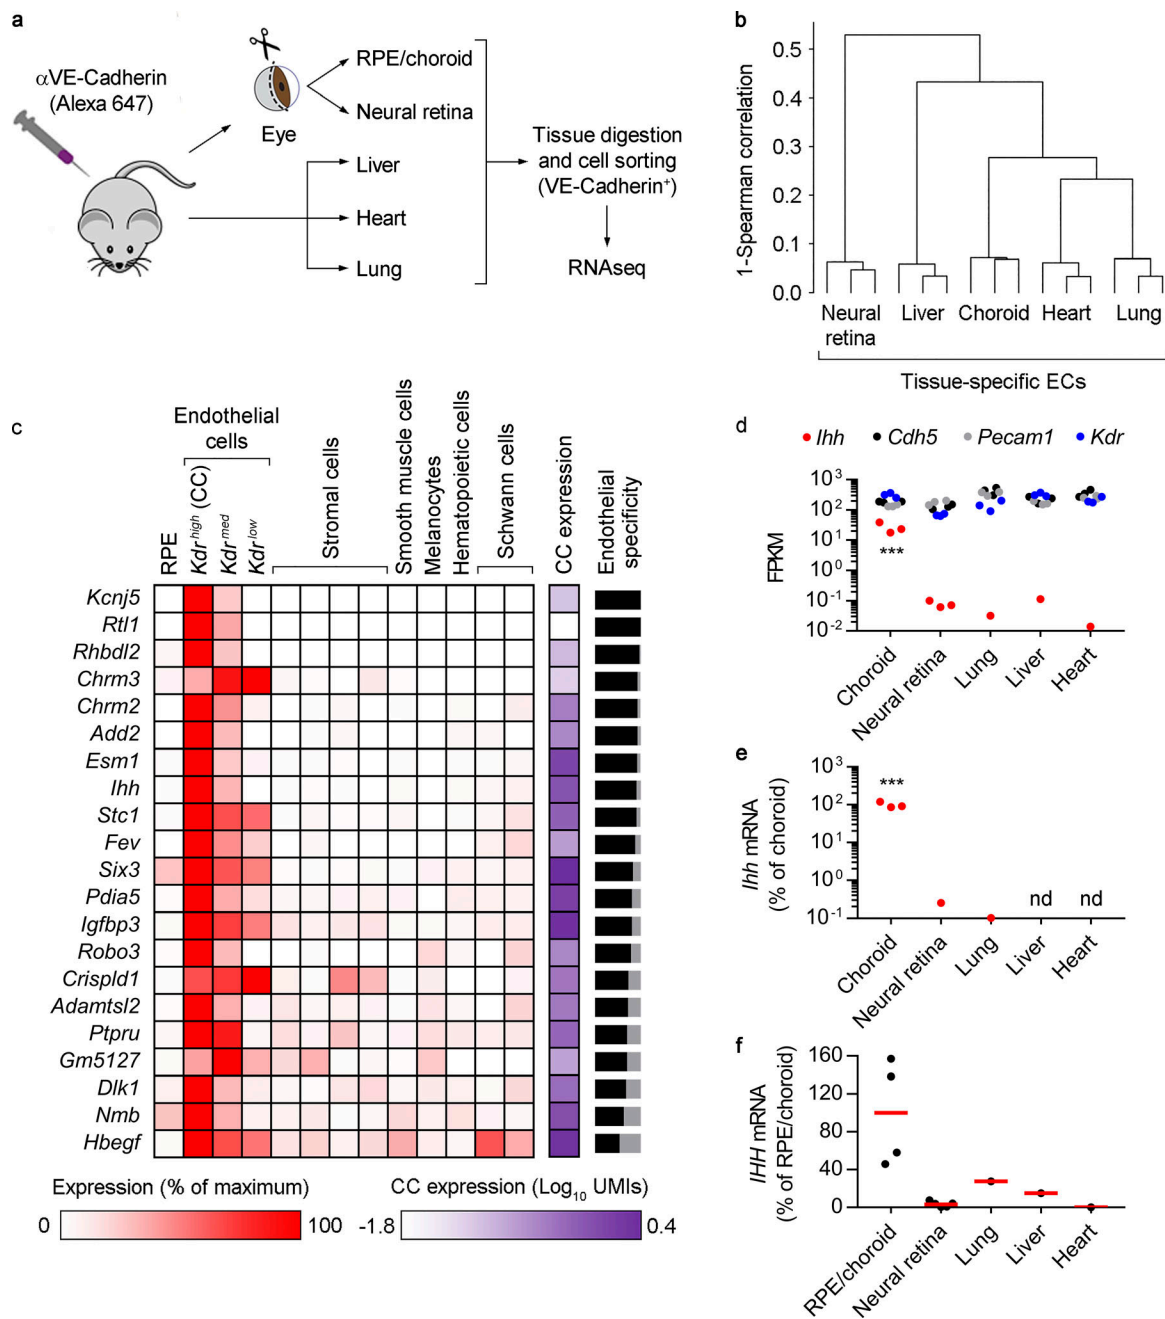 a
αVE-Cadherin
(Alexa 647)
Eye
RPE/choroid
Neural retina
Liver
Heart
Lung
Tissue digestion
and cell sorting
(VE-Cadherin⁺)
RNAseq
b
1-Spearman correlation
0.5
0.4
0.3
0.2
0.1
0.0
Neural
retina
Liver
Choroid
Heart
Lung
Tissue-specific ECs
c
Endothelial
cells
RPE
Kdrʰⁱᵍʰ (CC)
Kdrᵐᵉᵈ
Kdrˡᵒʷ
Stromal cells
Smooth muscle cells
Melanocytes
Hematopoietic cells
Schwann cells
CC expression
Endothelial
specificity
Kcnj5
Rtl1
Rhbdl2
Chrm3
Chrm2
Add2
Esm1
Ihh
Stc1
Fev
Six3
Pdia5
Igfbp3
Robo3
Crispld1
Adamtsl2
Ptpru
Gm5127
Dlk1
Nmb
Hbegf
Expression (% of maximum)
0
100
CC expression (Log₁₀ UMIs)
-1.8
0.4
d
Ihh
Cdh5
Pecam1
Kdr
FPKM
10³
10²
10¹
10⁰
10⁻¹
10⁻²
***
Choroid
Neural retina
Lung
Liver
Heart
e
Ihh mRNA
(% of choroid)
10³
10²
10¹
10⁰
10⁻¹
***
nd
nd
Choroid
Neural retina
Lung
Liver
Heart
f
IHH mRNA
(% of RPE/choroid)
160
120
80
40
0
RPE/choroid
Neural retina
Lung
Liver
Heart